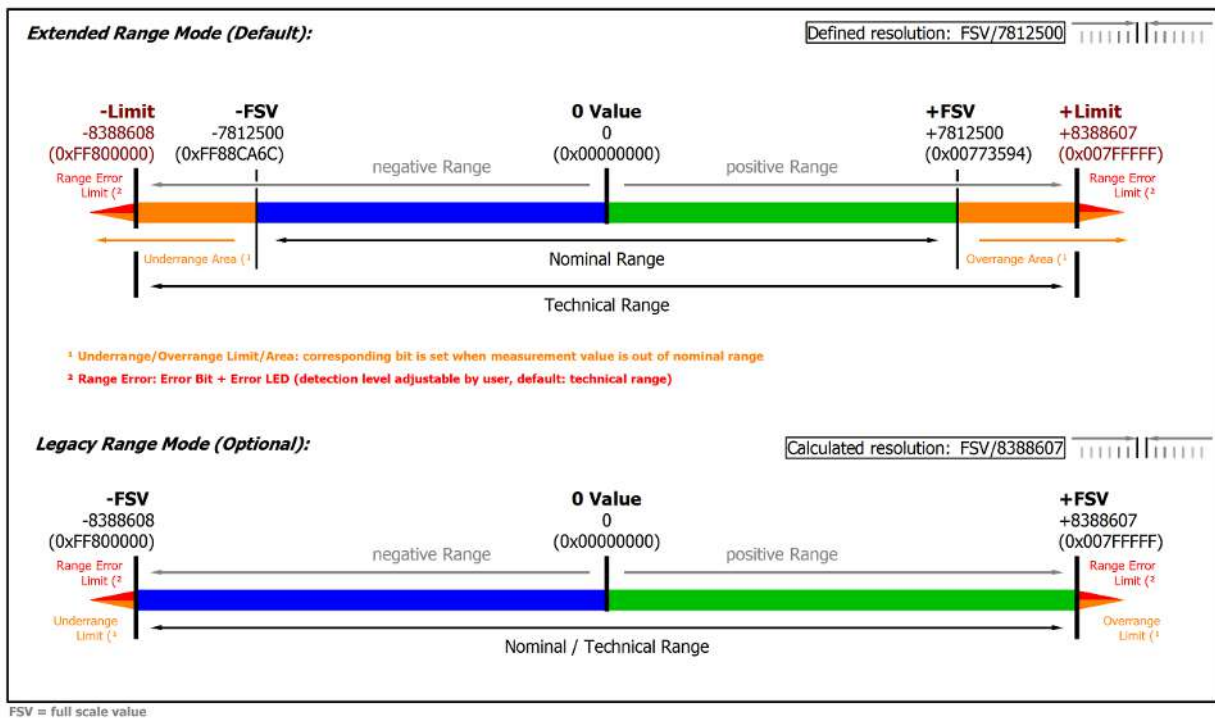 Extended Range Mode (Default):
Defined resolution: FSV/7812500
-Limit
-8388608
(0xFF800000)
-FSV
-7812500
(0xFF88CA6C)
0 Value
0
(0x00000000)
+FSV
+7812500
(0x00773594)
+Limit
+8388607
(0x007FFFFF)
negative Range
positive Range
Range Error
Limit (²
Range Error
Limit (²
Underrange Area (¹
Nominal Range
Overrange Area (¹
Technical Range
¹ Underrange/Overrange Limit/Area: corresponding bit is set when measurement value is out of nominal range
² Range Error: Error Bit + Error LED (detection level adjustable by user, default: technical range)
Legacy Range Mode (Optional):
Calculated resolution: FSV/8388607
-FSV
-8388608
(0xFF800000)
0 Value
0
(0x00000000)
+FSV
+8388607
(0x007FFFFF)
negative Range
positive Range
Range Error
Limit (²
Range Error
Limit (²
Underrange
Limit (¹
Overrange
Limit (¹
Nominal / Technical Range
FSV = full scale value